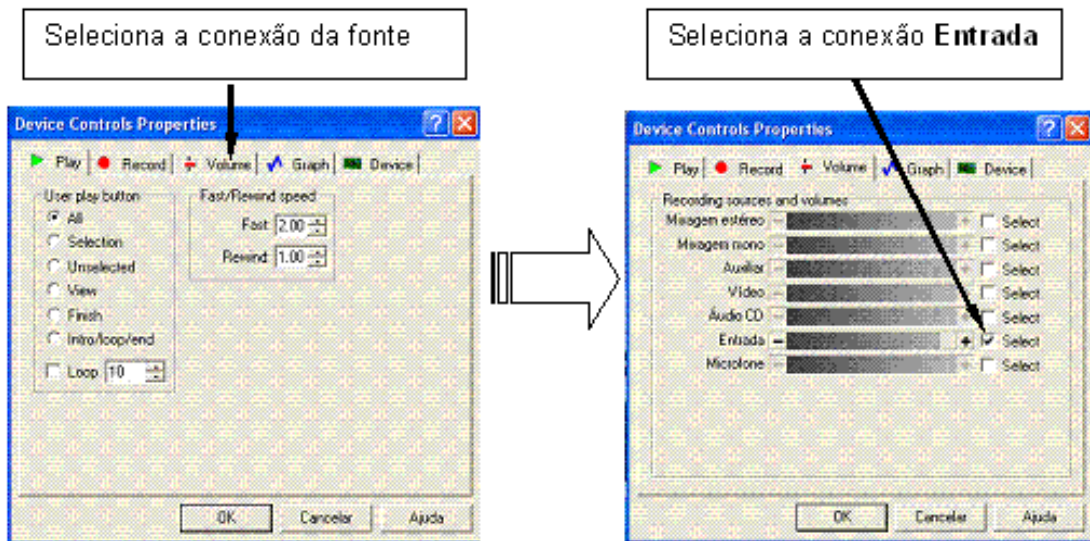 Seleciona a conexão da fonte
Seleciona a conexão Entrada
Device Controls Properties
Play Record Volume Graph Device
User play button
All
Selection
Unselected
View
Finish
Intro/loop/end
Loop 10
Fast/Rewind speed
Fast 2.00
Rewind 1.00
OK Cancelar Ajuda
Device Controls Properties
Play Record Volume Graph Device
Recording sources and volumes
Mixagem estéreo Select
Mixagem mono Select
Auxiliar Select
Vídeo Select
Áudio CD Select
Entrada Select
Microfone Select
OK Cancelar Ajuda